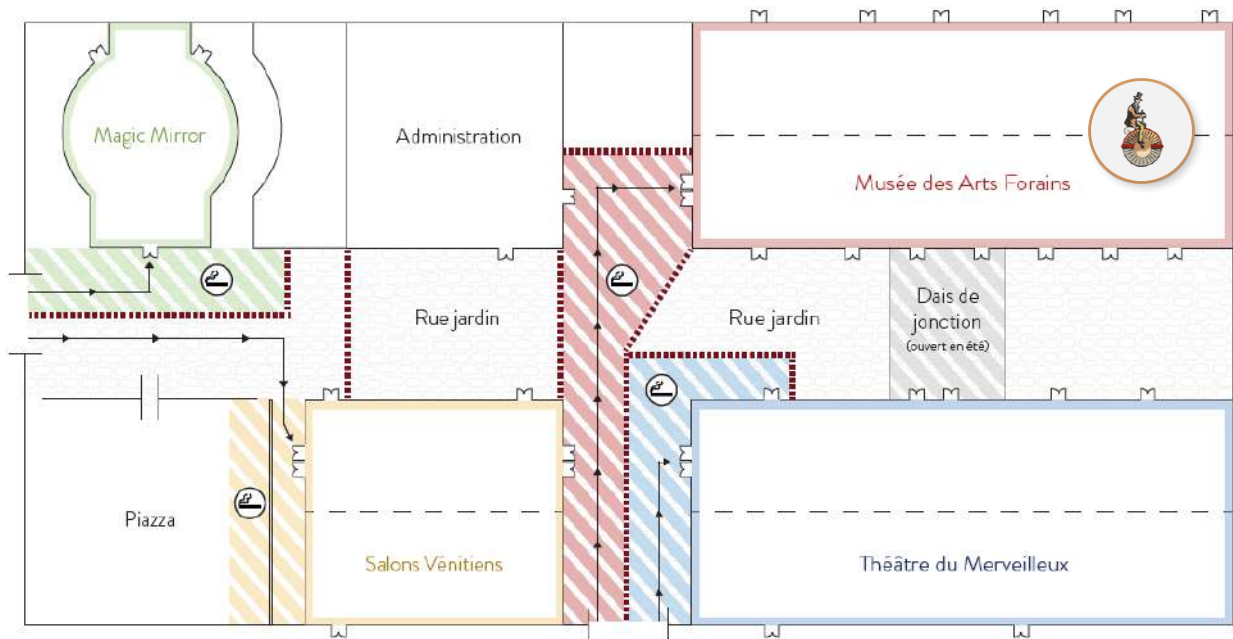 Magic Mirror
Administration
Musée des Arts Forains
Rue jardin
Rue jardin
Dais de
jonction
(ouvert en été)
Piazza
Salons Vénitiens
Théâtre du Merveilleux